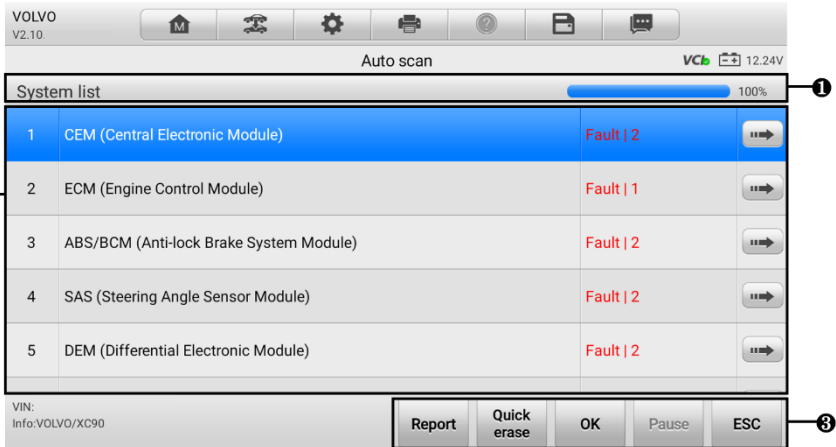 VOLVO
V2.10.
M
Auto scan
VCI 12.24V
System list 100%
❶
1 CEM (Central Electronic Module) Fault | 2
2 ECM (Engine Control Module) Fault | 1
3 ABS/BCM (Anti-lock Brake System Module) Fault | 2
4 SAS (Steering Angle Sensor Module) Fault | 2
5 DEM (Differential Electronic Module) Fault | 2
VIN:
Info:VOLVO/XC90
Report Quick erase OK Pause ESC
❸